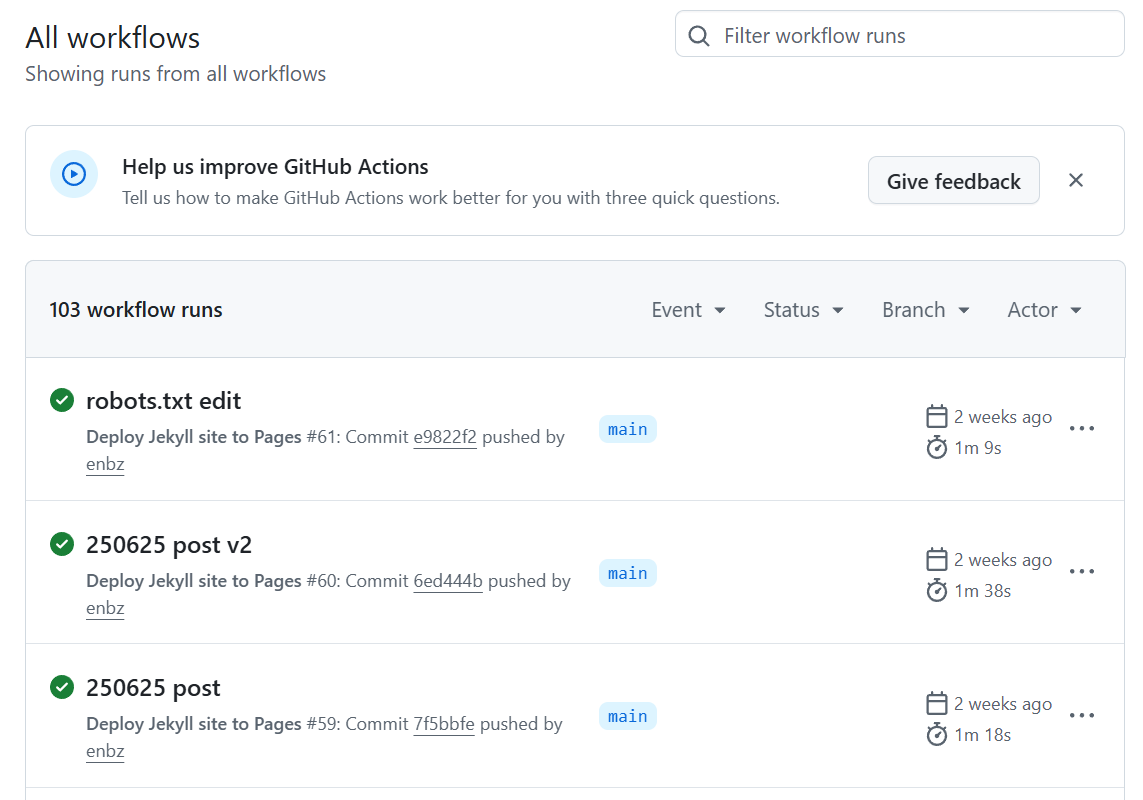 All workflows
Filter workflow runs
Showing runs from all workflows
Help us improve GitHub Actions
Tell us how to make GitHub Actions work better for you with three quick questions.
Give feedback
103 workflow runs
Event
Status
Branch
Actor
robots.txt edit
Deploy Jekyll site to Pages #61: Commit e9822f2 pushed by
enbz
main
2 weeks ago
1m 9s
250625 post v2
Deploy Jekyll site to Pages #60: Commit 6ed444b pushed by
enbz
main
2 weeks ago
1m 38s
250625 post
Deploy Jekyll site to Pages #59: Commit 7f5bbfe pushed by
enbz
main
2 weeks ago
1m 18s